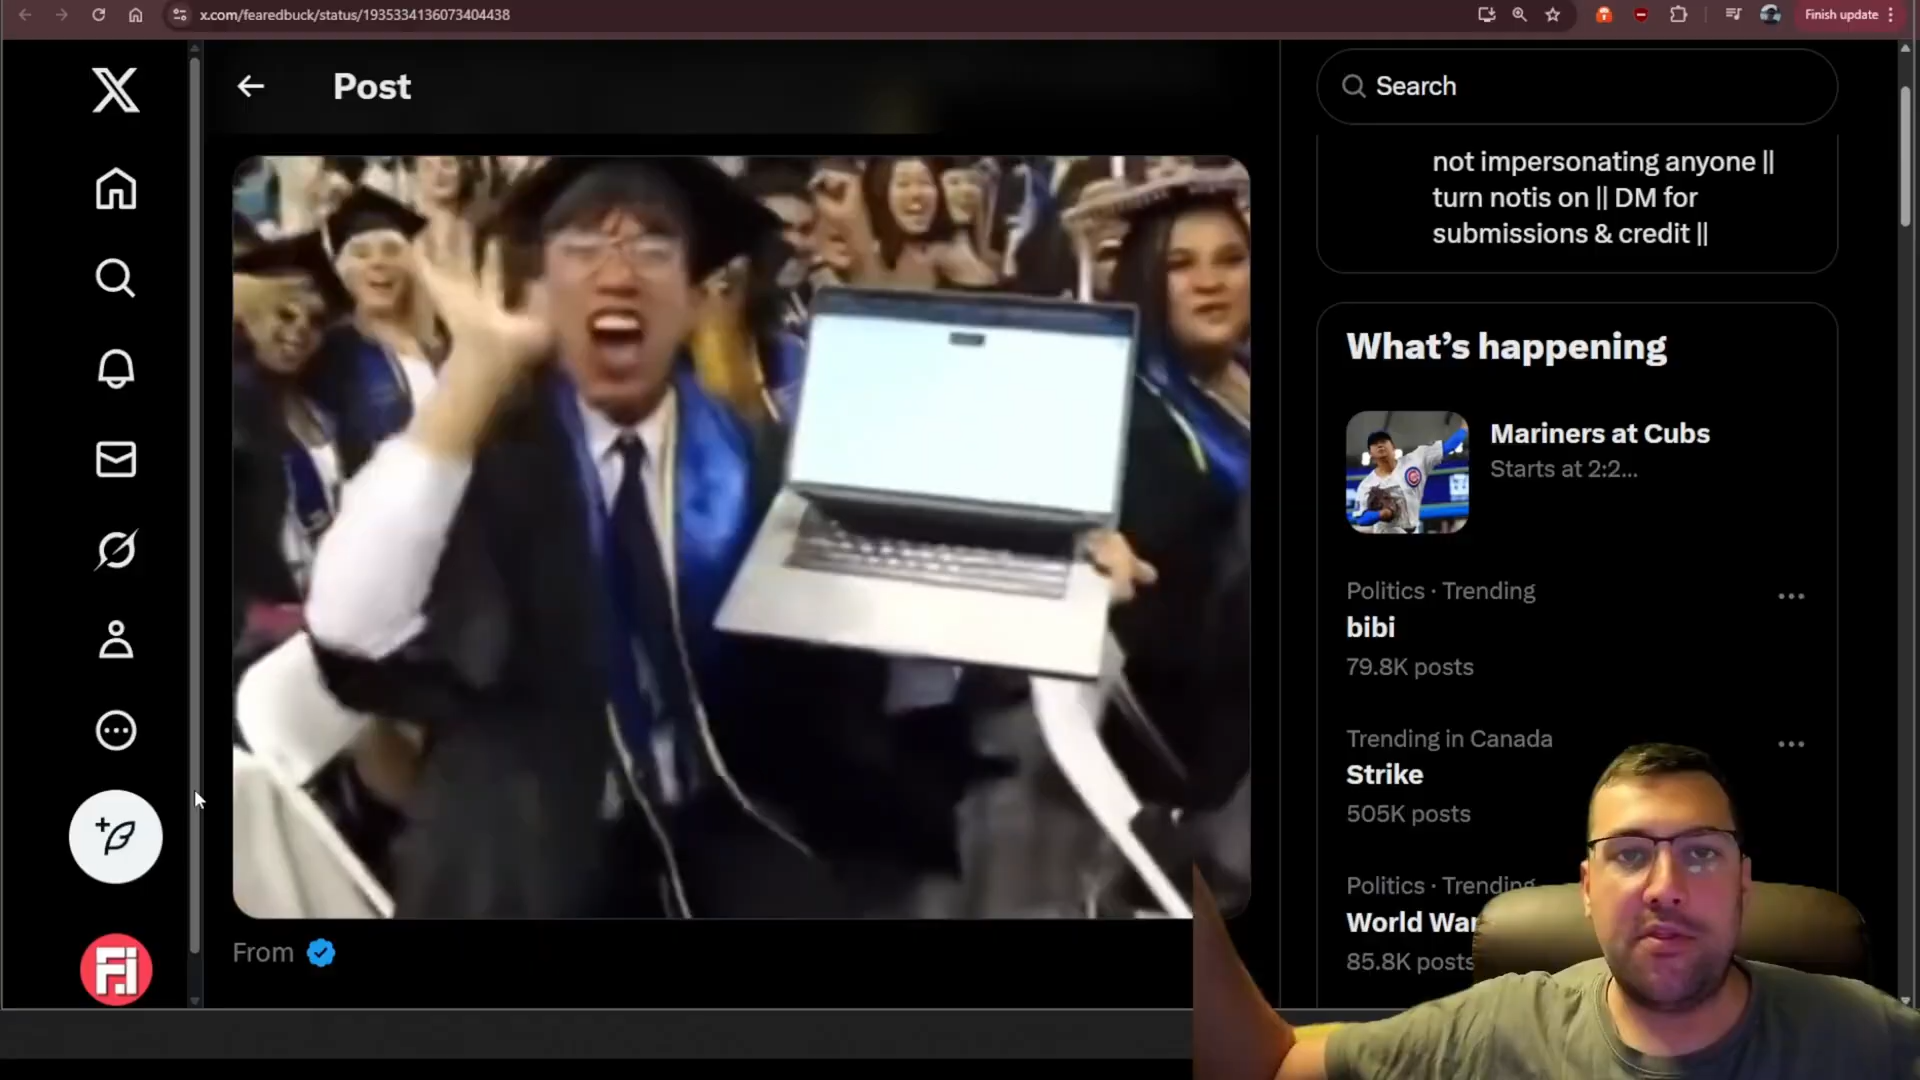 x.com/fearedbuck/status/1935334136073404438
Finish update
Post
Search
not impersonating anyone ||
turn notis on || DM for
submissions & credit ||
What’s happening
Mariners at Cubs
Starts at 2:2...
Politics · Trending
bibi
79.8K posts
Trending in Canada
Strike
505K posts
Politics · Trending
World War
85.8K posts
From